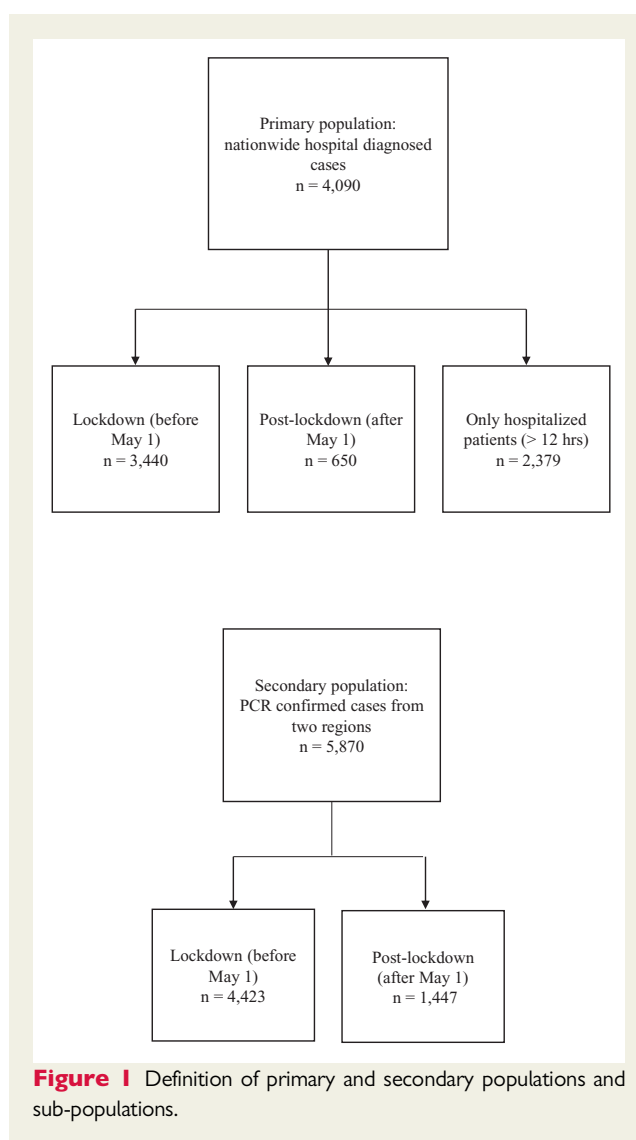 Primary population:
nationwide hospital diagnosed
cases
n = 4,090
Lockdown (before
May 1)
n = 3,440
Post-lockdown (after
May 1)
n = 650
Only hospitalized
patients (> 12 hrs)
n = 2,379
Secondary population:
PCR confirmed cases from
two regions
n = 5,870
Lockdown (before
May 1)
n = 4,423
Post-lockdown
(after May 1)
n = 1,447
Figure 1 Definition of primary and secondary populations and
sub-populations.